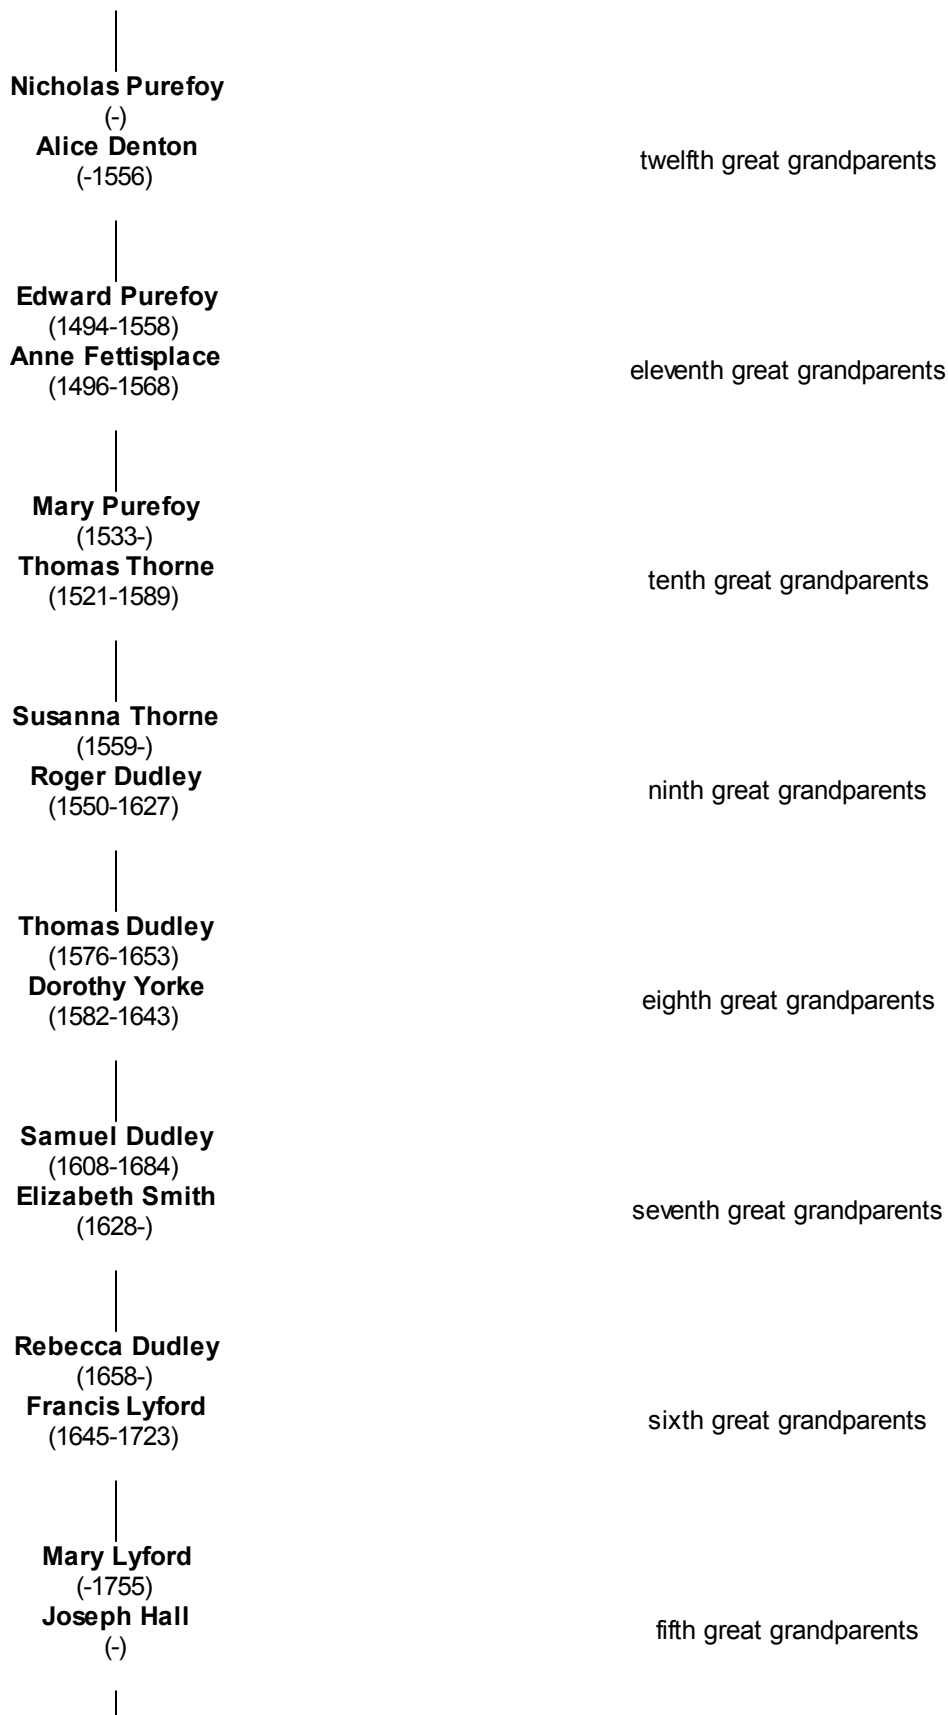 Nicholas Purefoy
(-)
Alice Denton
(-1556)
twelfth great grandparents
Edward Purefoy
(1494-1558)
Anne Fettisplace
(1496-1568)
eleventh great grandparents
Mary Purefoy
(1533-)
Thomas Thorne
(1521-1589)
tenth great grandparents
Susanna Thorne
(1559-)
Roger Dudley
(1550-1627)
ninth great grandparents
Thomas Dudley
(1576-1653)
Dorothy Yorke
(1582-1643)
eighth great grandparents
Samuel Dudley
(1608-1684)
Elizabeth Smith
(1628-)
seventh great grandparents
Rebecca Dudley
(1658-)
Francis Lyford
(1645-1723)
sixth great grandparents
Mary Lyford
(-1755)
Joseph Hall
(-)
fifth great grandparents